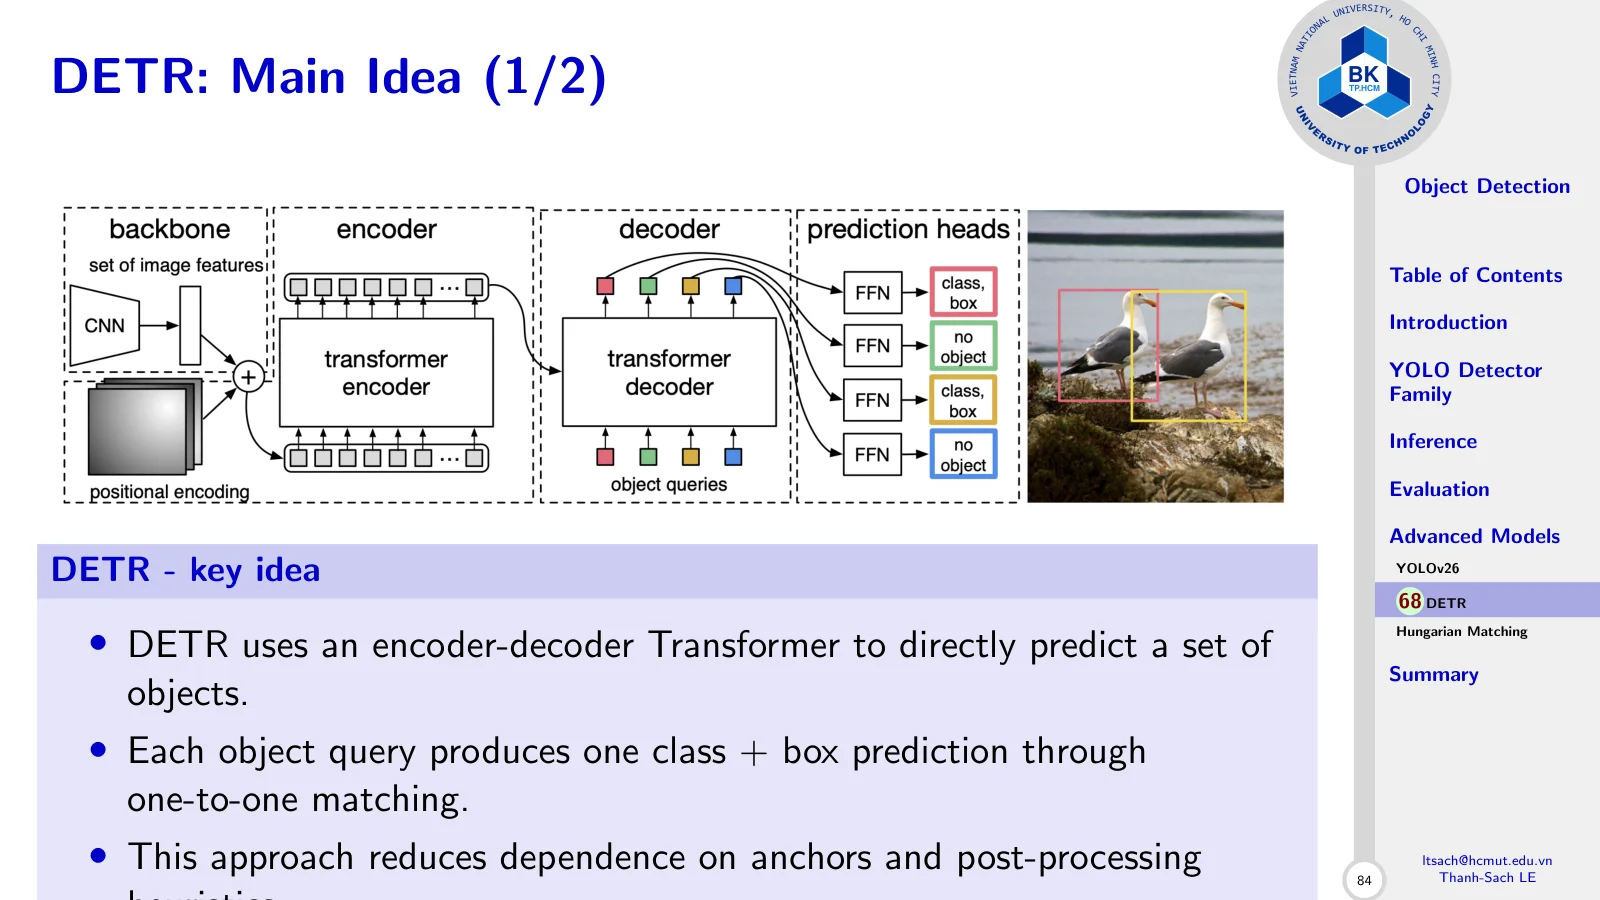 DETR: Main Idea (1/2)
backbone
set of image features
CNN
+
positional encoding
encoder
...
transformer
encoder
...
decoder
transformer
decoder
object queries
prediction heads
FFN
class,
box
FFN
no
object
FFN
class,
box
FFN
no
object
DETR - key idea
• DETR uses an encoder-decoder Transformer to directly predict a set of
objects.
• Each object query produces one class + box prediction through
one-to-one matching.
• This approach reduces dependence on anchors and post-processing
VIETNAM NATIONAL UNIVERSITY, HO CHI MINH CITY
BK
TP.HCM
UNIVERSITY OF TECHNOLOGY
Object Detection
Table of Contents
Introduction
YOLO Detector
Family
Inference
Evaluation
Advanced Models
YOLOv26
68 DETR
Hungarian Matching
Summary
84
ltsach@hcmut.edu.vn
Thanh-Sach LE